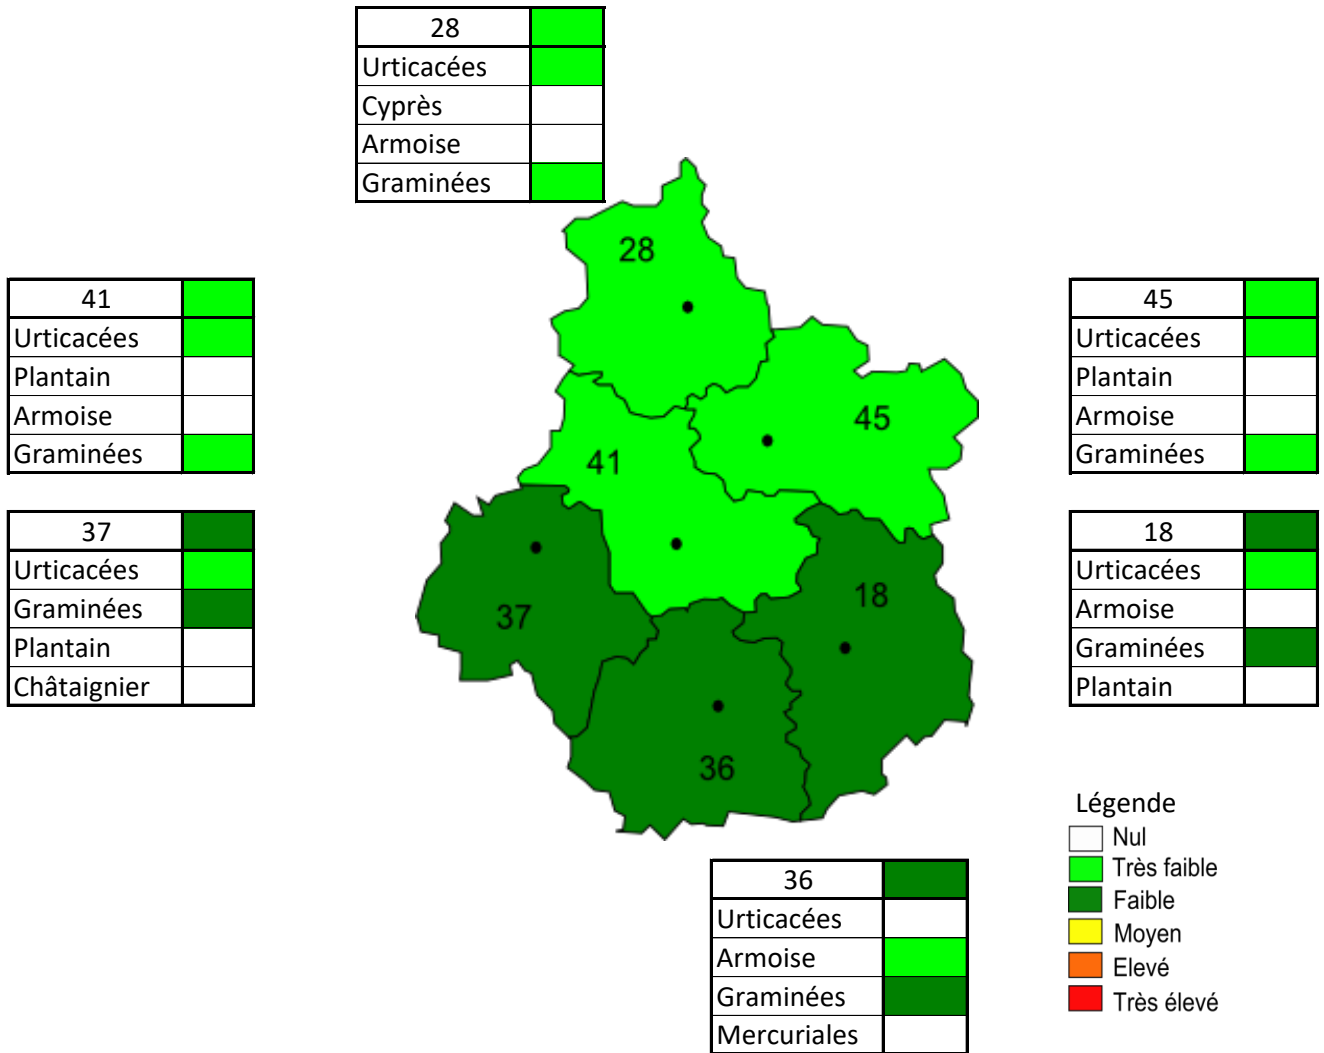 28
Urticacées
Cyprès
Armoise
Graminées
41
Urticacées
Plantain
Armoise
Graminées
37
Urticacées
Graminées
Plantain
Châtaignier
28
45
41
37
18
36
45
Urticacées
Plantain
Armoise
Graminées
18
Urticacées
Armoise
Graminées
Plantain
36
Urticacées
Armoise
Graminées
Mercuriales
Légende
Nul
Très faible
Faible
Moyen
Elevé
Très élevé